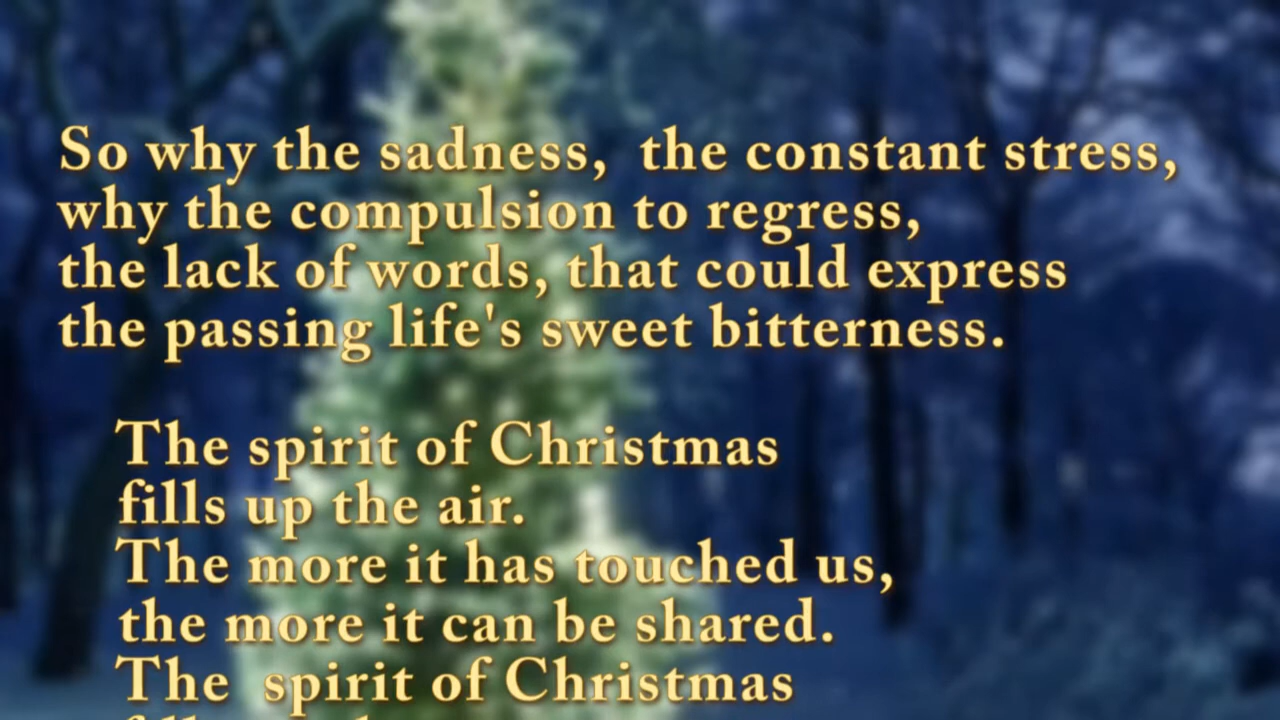 So why the sadness,  the constant stress,
why the compulsion to regress,
the lack of words, that could express
the passing life's sweet bitterness.
The spirit of Christmas
fills up the air.
The more it has touched us,
the more it can be shared.
The  spirit of Christmas